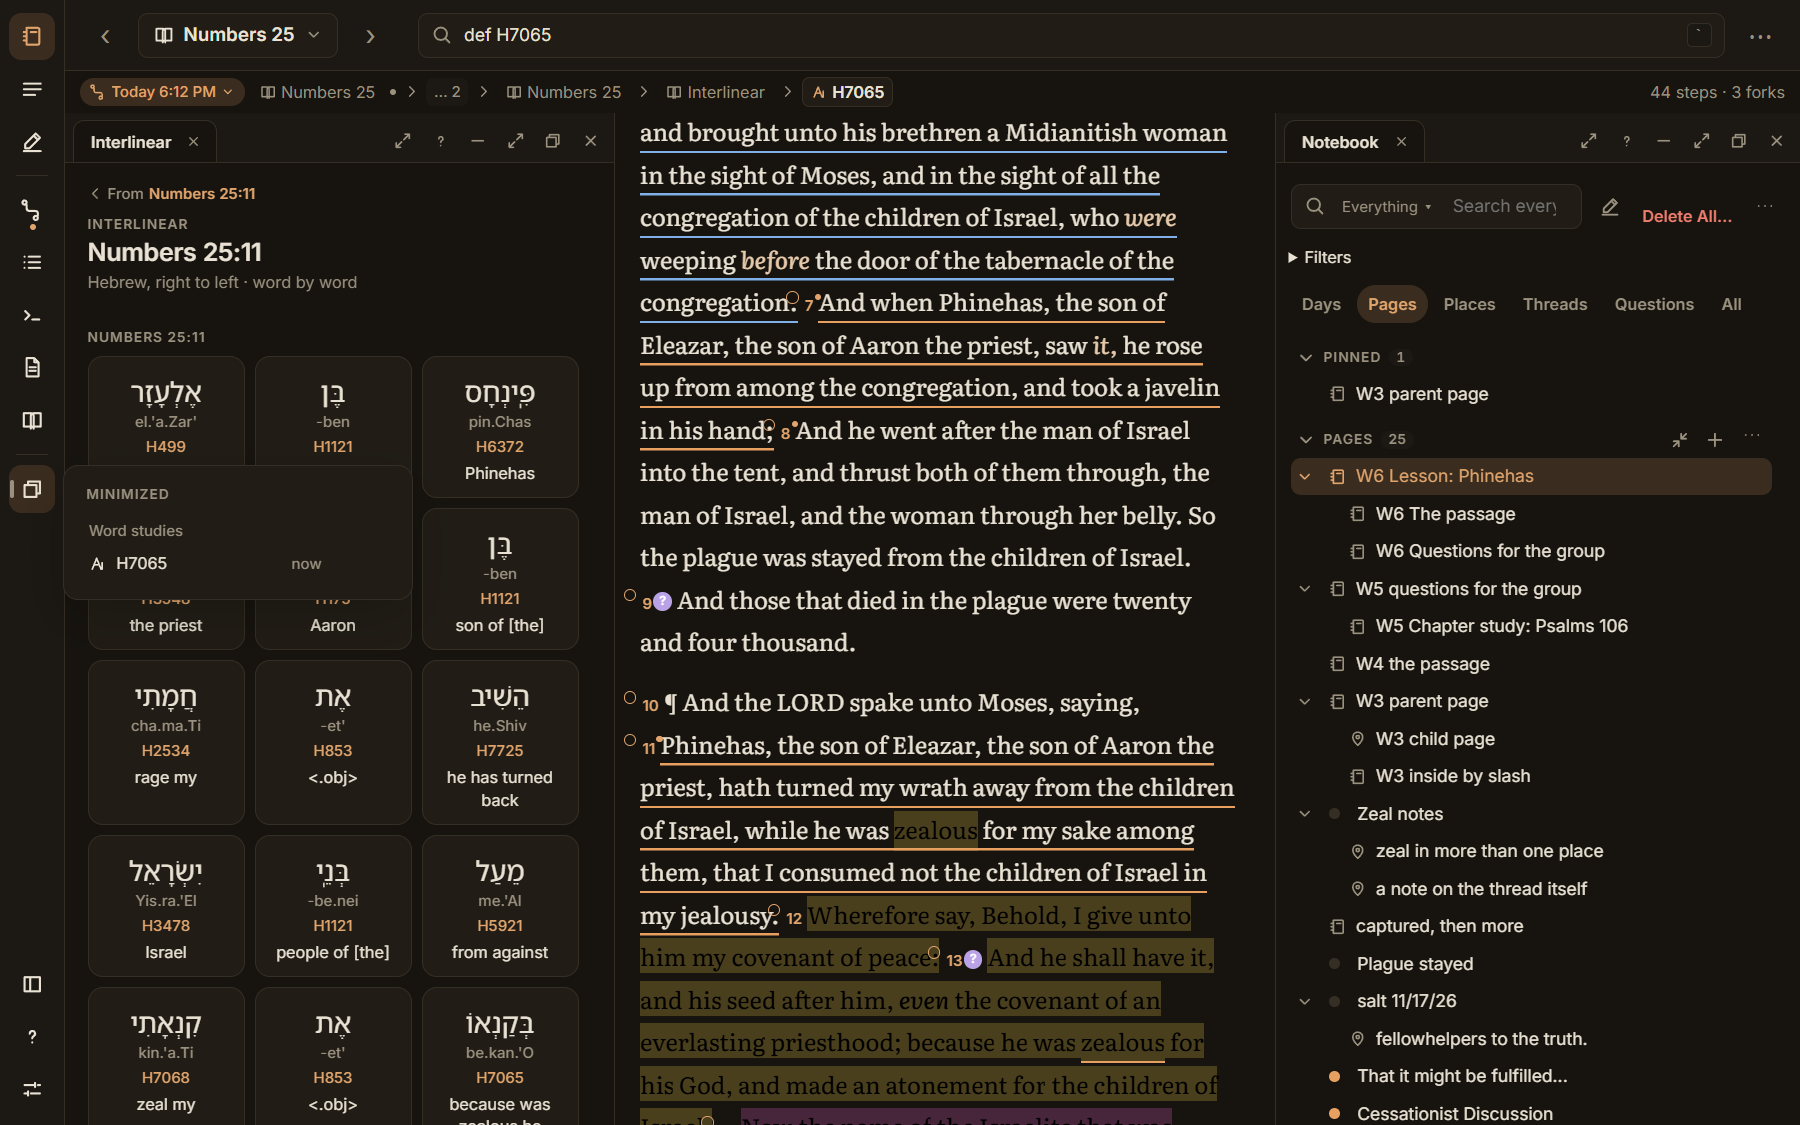 Numbers 25
def H7065
`
Today 6:12 PM
Numbers 25
... 2
Numbers 25
Interlinear
H7065
44 steps · 3 forks
Interlinear
From Numbers 25:11
INTERLINEAR
Numbers 25:11
Hebrew, right to left · word by word
NUMBERS 25:11
אֶלְעָזָר
el.'a.Zar'
H499
בֶּן
-ben
H1121
פִּֽינְחָס
pin.Chas
H6372
Phinehas
MINIMIZED
Word studies
H7065
now
the priest
Aaron
בֶּן
-ben
H1121
son of [the]
חֲמָתִי
cha.ma.Ti
H2534
rage my
אֶת
-et'
H853
<.obj>
הֵשִׁיב
he.Shiv
H7725
he has turned
back
יִשְׂרָאֵל
Yis.ra.'El
H3478
Israel
בְּנֵֽי
-be.nei
H1121
people of [the]
מֵעַל
me.'Al
H5921
from against
קִנְאָתִי
kin.'a.Ti
H7068
zeal my
אֶת
-et'
H853
<.obj>
בְּקַנְאוֹ
be.kan.'O
H7065
because was
and brought unto his brethren a Midianitish woman
in the sight of Moses, and in the sight of all the
congregation of the children of Israel, who were
weeping before the door of the tabernacle of the
congregation. 7 And when Phinehas, the son of
Eleazar, the son of Aaron the priest, saw it, he rose
up from among the congregation, and took a javelin
in his hand; 8 And he went after the man of Israel
into the tent, and thrust both of them through, the
man of Israel, and the woman through her belly. So
the plague was stayed from the children of Israel.
9 ? And those that died in the plague were twenty
and four thousand.
10 ¶ And the LORD spake unto Moses, saying,
11 Phinehas, the son of Eleazar, the son of Aaron the
priest, hath turned my wrath away from the children
of Israel, while he was zealous for my sake among
them, that I consumed not the children of Israel in
my jealousy. 12 Wherefore say, Behold, I give unto
him my covenant of peace: 13 ? And he shall have it,
and his seed after him, even the covenant of an
everlasting priesthood; because he was zealous for
his God, and made an atonement for the children of
Notebook
Everything
Search every
Delete All...
Filters
Days
Pages
Places
Threads
Questions
All
PINNED 1
W3 parent page
PAGES 25
W6 Lesson: Phinehas
W6 The passage
W6 Questions for the group
W5 questions for the group
W5 Chapter study: Psalms 106
W4 the passage
W3 parent page
W3 child page
W3 inside by slash
Zeal notes
zeal in more than one place
a note on the thread itself
captured, then more
Plague stayed
salt 11/17/26
fellowhelpers to the truth.
That it might be fulfilled...
Cessationist Discussion